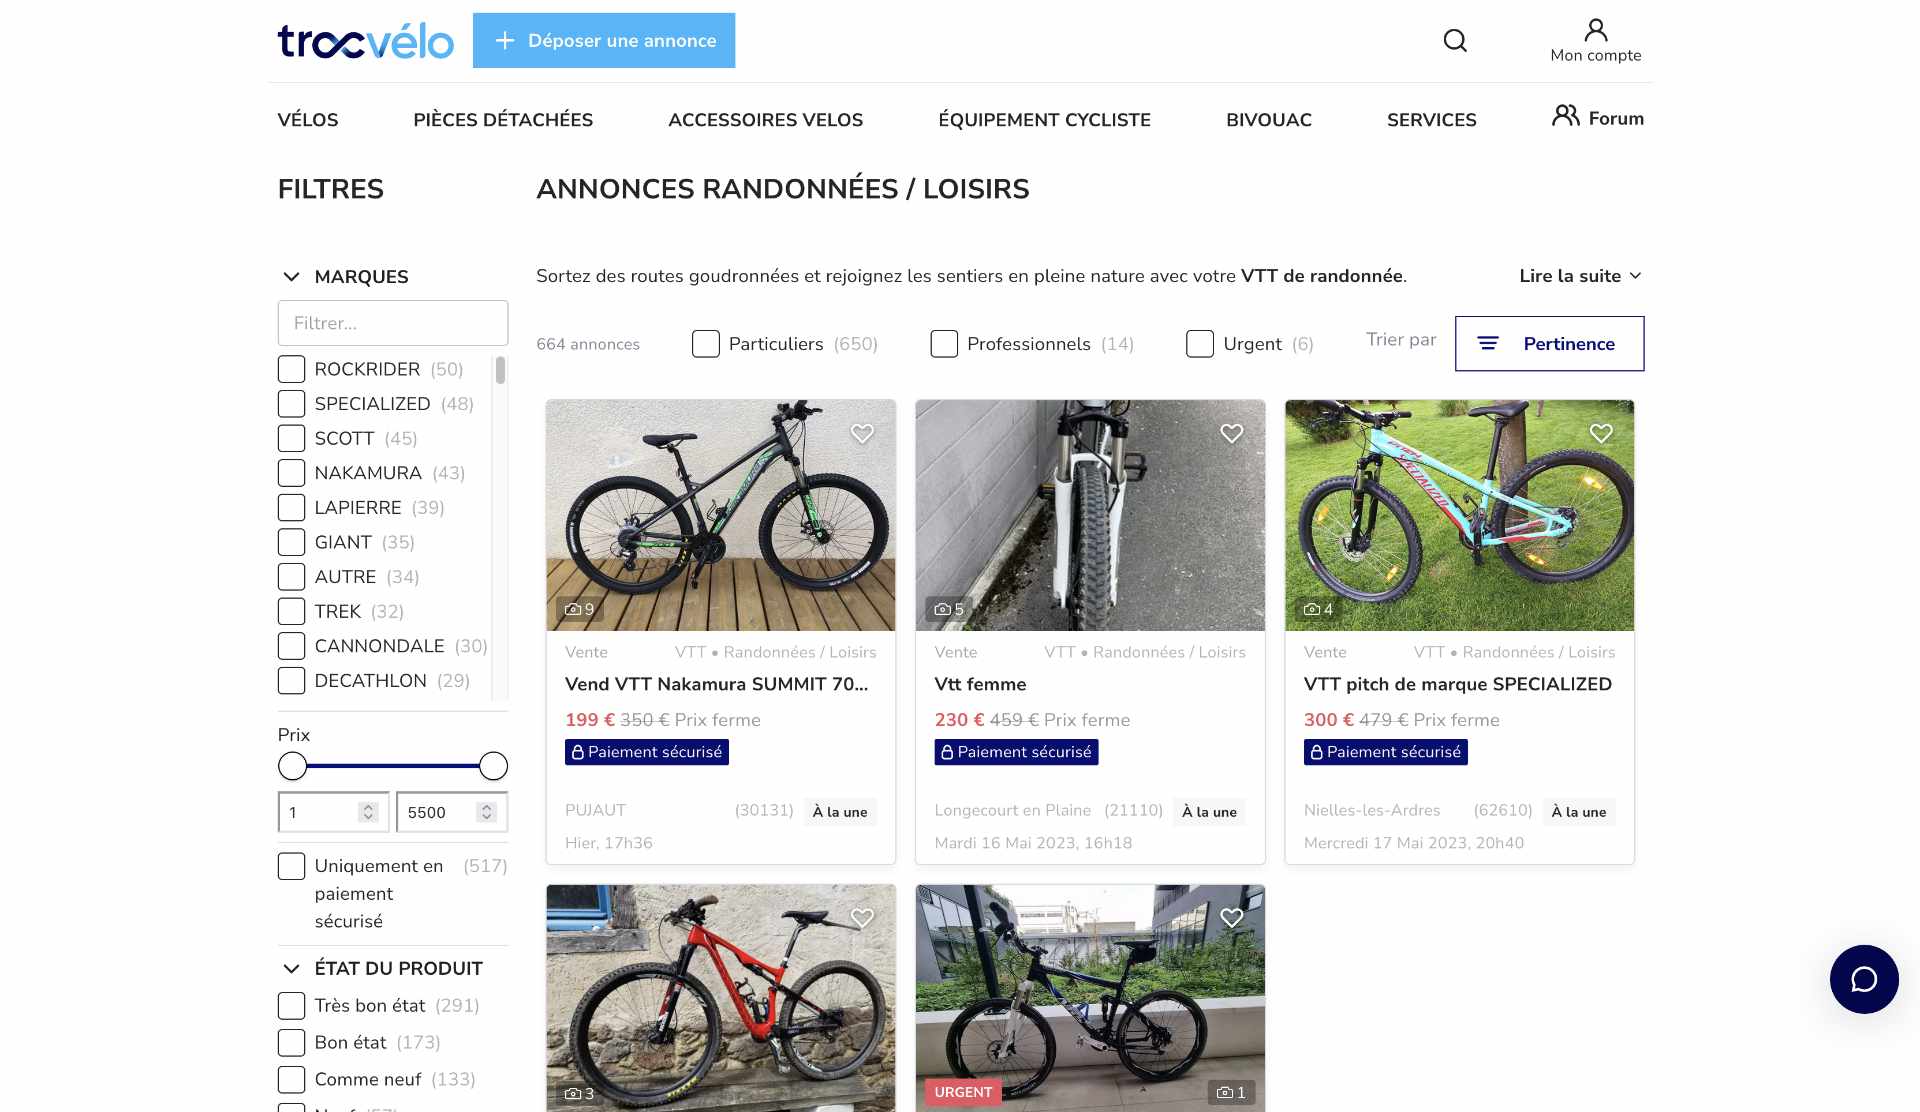 trocvélo
Déposer une annonce
Mon compte
VÉLOS
PIÈCES DÉTACHÉES
ACCESSOIRES VELOS
ÉQUIPEMENT CYCLISTE
BIVOUAC
SERVICES
Forum
FILTRES
ANNONCES RANDONNÉES / LOISIRS
MARQUES
Filtrer...
ROCKRIDER (50)
SPECIALIZED (48)
SCOTT (45)
NAKAMURA (43)
LAPIERRE (39)
GIANT (35)
AUTRE (34)
TREK (32)
CANNONDALE (30)
DECATHLON (29)
Prix
1
5500
Uniquement en (517)
paiement
sécurisé
ÉTAT DU PRODUIT
Très bon état (291)
Bon état (173)
Comme neuf (133)
Sortez des routes goudronnées et rejoignez les sentiers en pleine nature avec votre VTT de randonnée.
Lire la suite
664 annonces
Particuliers (650)
Professionnels (14)
Urgent (6)
Trier par
Pertinence
9
Vente VTT • Randonnées / Loisirs
Vend VTT Nakamura SUMMIT 70...
199 € 350 € Prix ferme
Paiement sécurisé
PUJAUT (30131) À la une
Hier, 17h36
5
Vente VTT • Randonnées / Loisirs
Vtt femme
230 € 459 € Prix ferme
Paiement sécurisé
Longecourt en Plaine (21110) À la une
Mardi 16 Mai 2023, 16h18
SPECIALIZED
4
Vente VTT • Randonnées / Loisirs
VTT pitch de marque SPECIALIZED
300 € 479 € Prix ferme
Paiement sécurisé
Nielles-les-Ardres (62610) À la une
Mercredi 17 Mai 2023, 20h40
3
URGENT
1